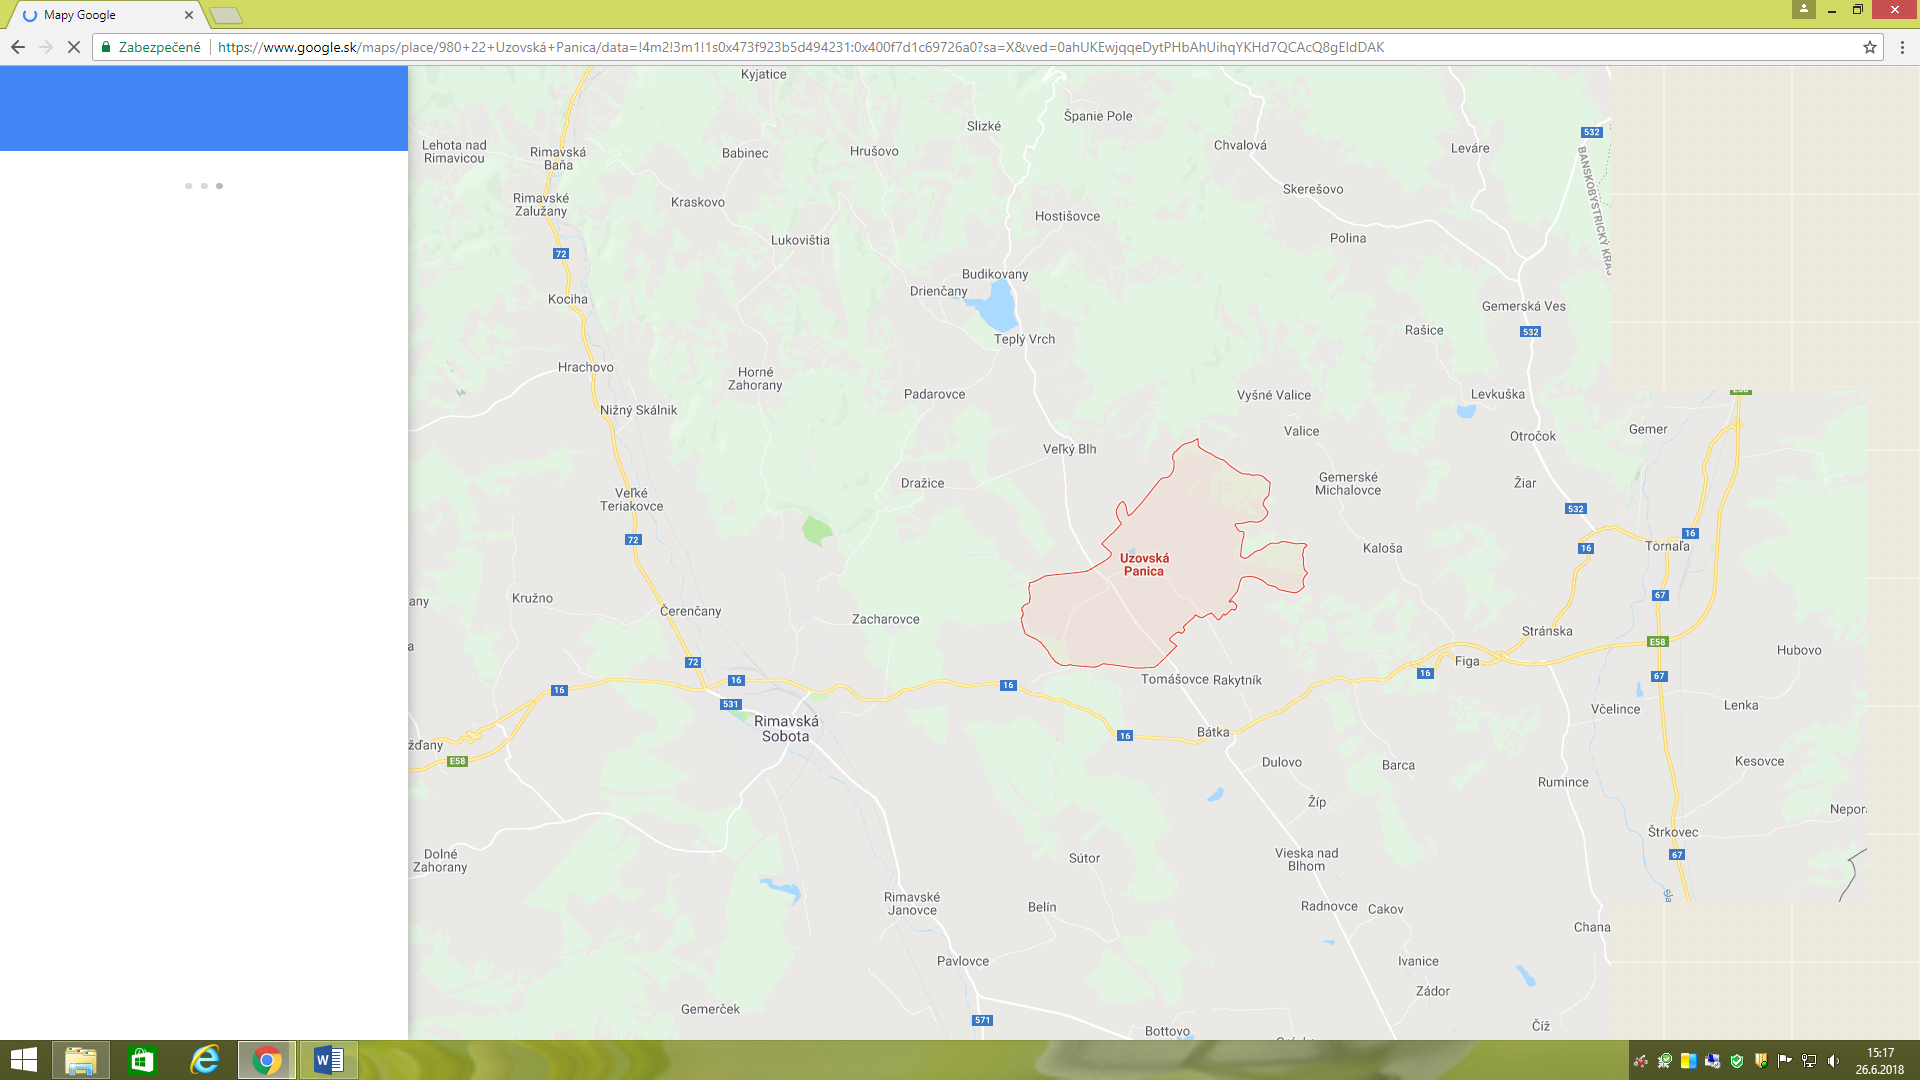 Mapy Google
Zabezpečené
https://www.google.sk/maps/place/980+22+Uzovská+Panica/data=!4m2!3m1!1s0x473f923b5d494231:0x400f7d1c69726a0?sa=X&ved=0ahUKEwjqqeDytPHbAhUihqYKHd7QCAcQ8gEIdDAK
Kyjatice
Španie Pole
Slizké
532
Lehota nad
Rimavicou
Rimavská
Baňa
Babinec
Hrušovo
Chvalová
Leváre
BANSKOBYSTRICKÝ KRAJ
Rimavské
Zalužany
Kraskovo
Skerešovo
Hostišovce
Lukovištia
Polina
72
Budikovany
Drienčany
Kociha
Gemerská Ves
532
Rašice
Teplý Vrch
Hrachovo
Horné
Zahorany
Padarovce
Vyšné Valice
Levkuška
Nižný Skálnik
Valice
Otročok
Gemer
Veľký Blh
Dražice
Gemerské
Michalovce
Žiar
Veľké
Teriakovce
532
72
16
16
Tornaľa
Kaloša
Uzovská
Panica
any
Kružno
67
Čerenčany
Zacharovce
Stránska
E58
a
Hubovo
72
Figa
16
16
16
67
Tomášovce
Rakytník
16
531
Včelince
Lenka
Rimavská
Sobota
16
Bátka
žďany
E58
Dulovo
Barca
Kesovce
Rumince
Žíp
Nepora
Štrkovec
67
Dolné
Zahorany
Sútor
Vieska nad
Blhom
Rimavské
Janovce
Belín
Radnovce
Cakov
Chana
Pavlovce
Ivanice
Zádor
Gemerček
571
Bottovo
Číž
15:17
26.6.2018